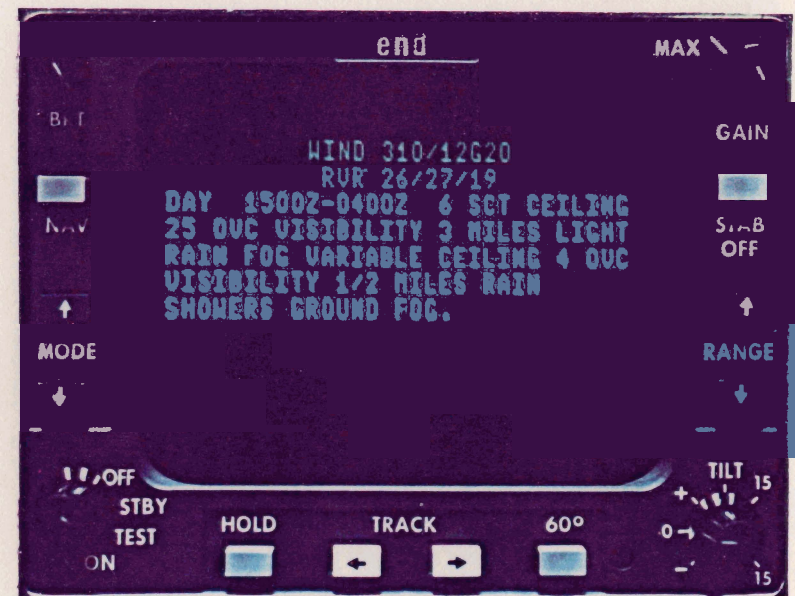 end
MAX
GAIN
WIND 310/12G20
RVR 26/27/19
DAY 1500Z-0400Z 6 SCT CEILING
25 OVC VISIBILITY 3 MILES LIGHT
RAIN FOG VARIABLE CEILING 4 OVC
VISIBILITY 1/2 MILES RAIN
SHOWERS GROUND FOG.
NAV
STAB
OFF
MODE
RANGE
OFF
STBY
TEST
ON
HOLD
TRACK
60°
TILT
+
15
0
-
15